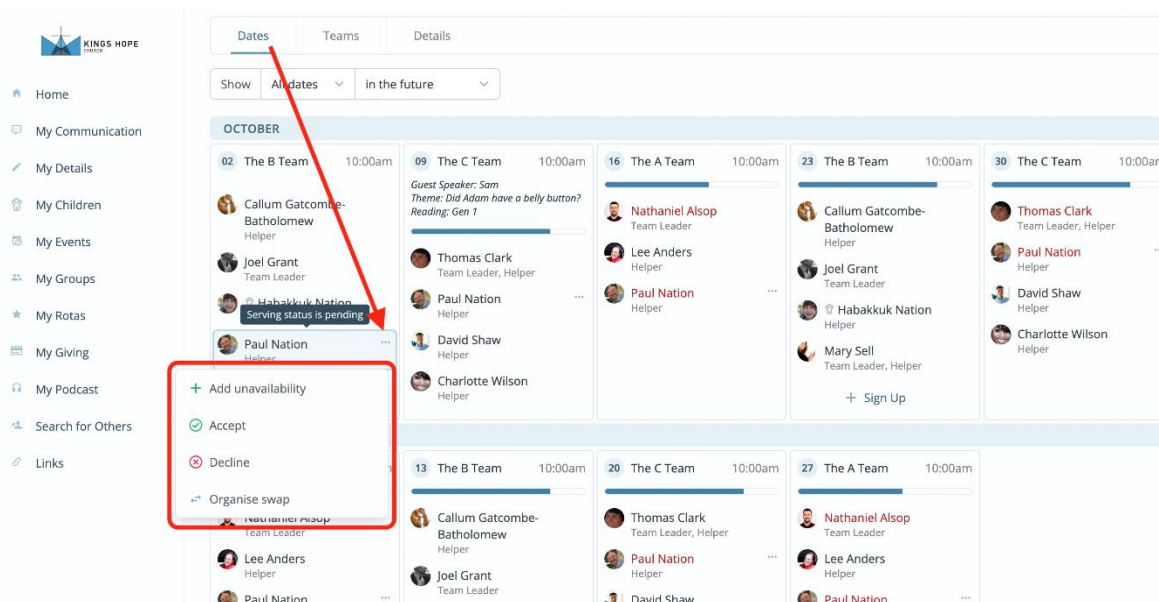 KINGS HOPE
CHURCH
Home
My Communication
My Details
My Children
My Events
My Groups
My Rotas
My Giving
My Podcast
Search for Others
Links
Dates Teams Details
Show All dates in the future
OCTOBER
02 The B Team 10:00am
Callum Gatcombe-
Batholomew
Helper
Joel Grant
Team Leader
Habakkuk Nation
Serving status is pending
Paul Nation
Helper
+ Add unavailability
Accept
Decline
Organise swap
09 The C Team 10:00am
Guest Speaker: Sam
Theme: Did Adam have a belly button?
Reading: Gen 1
Thomas Clark
Team Leader, Helper
Paul Nation
Helper
David Shaw
Helper
Charlotte Wilson
Helper
16 The A Team 10:00am
Nathaniel Alsop
Team Leader
Lee Anders
Helper
Paul Nation
Helper
23 The B Team 10:00am
Callum Gatcombe-
Batholomew
Helper
Joel Grant
Team Leader
Habakkuk Nation
Helper
Mary Sell
Team Leader, Helper
+ Sign Up
30 The C Team 10:00ar
Thomas Clark
Team Leader, Helper
Paul Nation
Helper
David Shaw
Helper
Charlotte Wilson
Helper
Nathaniel Alsop
Team Leader
Lee Anders
Helper
Paul Nation
13 The B Team 10:00am
Callum Gatcombe-
Batholomew
Helper
Joel Grant
Team Leader
20 The C Team 10:00am
Thomas Clark
Team Leader, Helper
Paul Nation
Helper
David Shaw
27 The A Team 10:00am
Nathaniel Alsop
Team Leader
Lee Anders
Helper
Paul Nation